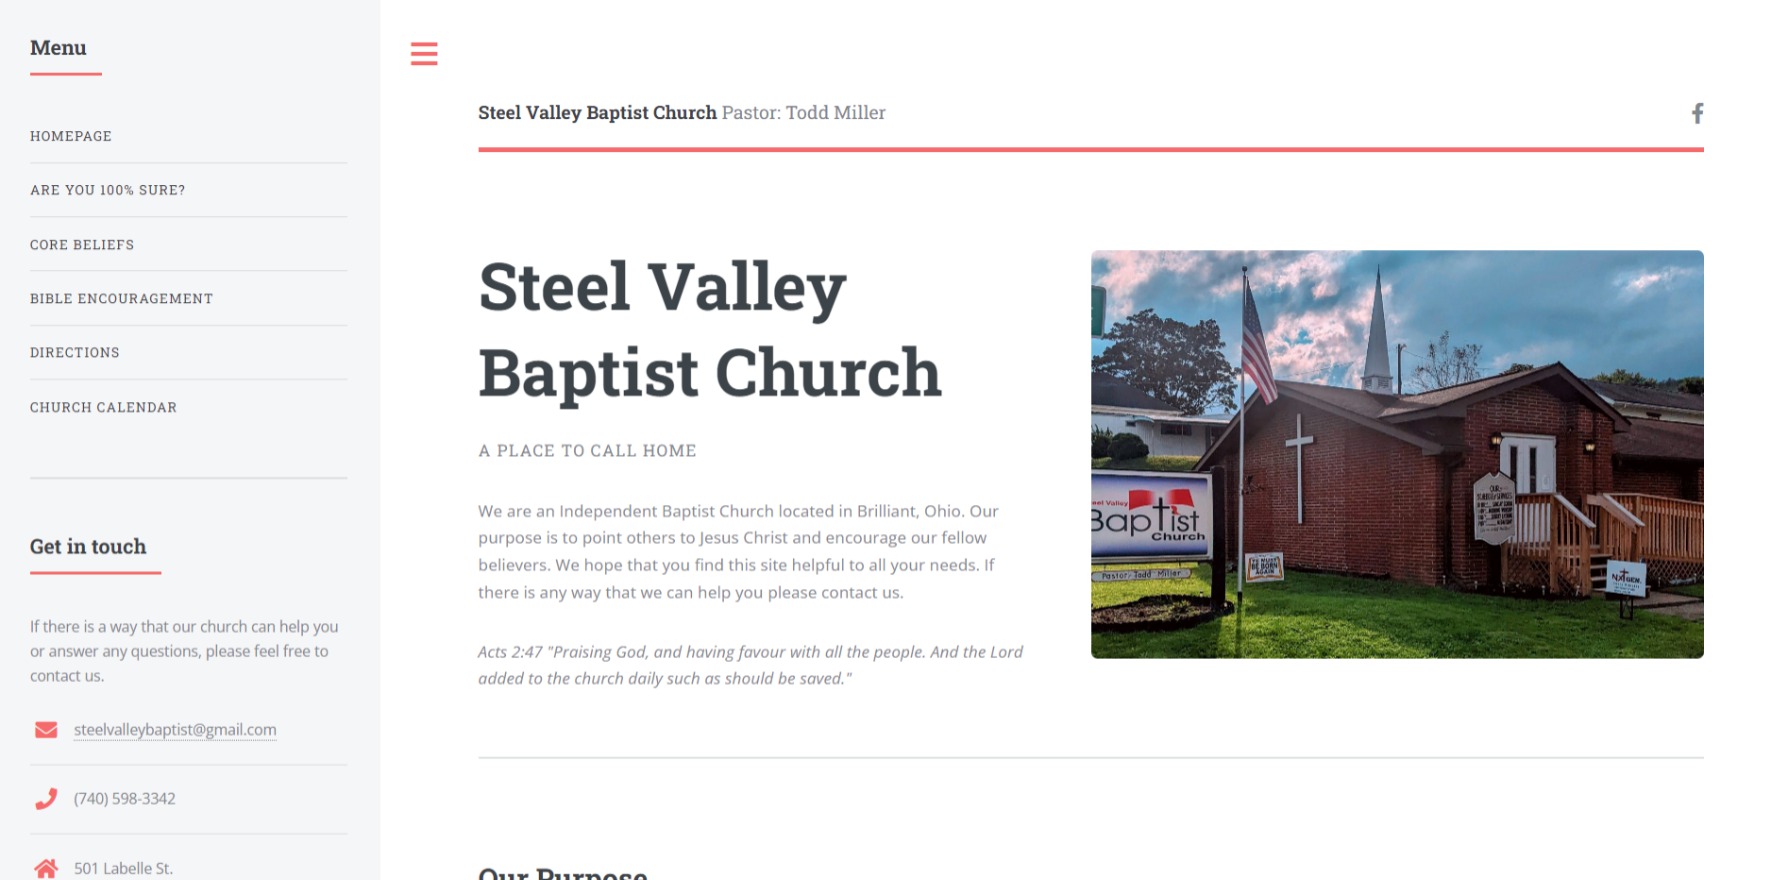 Menu
HOMEPAGE
ARE YOU 100% SURE?
CORE BELIEFS
BIBLE ENCOURAGEMENT
DIRECTIONS
CHURCH CALENDAR
Get in touch
If there is a way that our church can help you
or answer any questions, please feel free to
contact us.
steelvalleybaptist@gmail.com
(740) 598-3342
501 Labelle St.
Steel Valley Baptist Church Pastor: Todd Miller
Steel Valley
Baptist Church
A PLACE TO CALL HOME
We are an Independent Baptist Church located in Brilliant, Ohio. Our
purpose is to point others to Jesus Christ and encourage our fellow
believers. We hope that you find this site helpful to all your needs. If
there is any way that we can help you please contact us.
Acts 2:47 "Praising God, and having favour with all the people. And the Lord
added to the church daily such as should be saved."
Valley
Baptist
Church
Pastor: Todd Miller
BE BORN
AGAIN
NXTGEN
Our Purpose